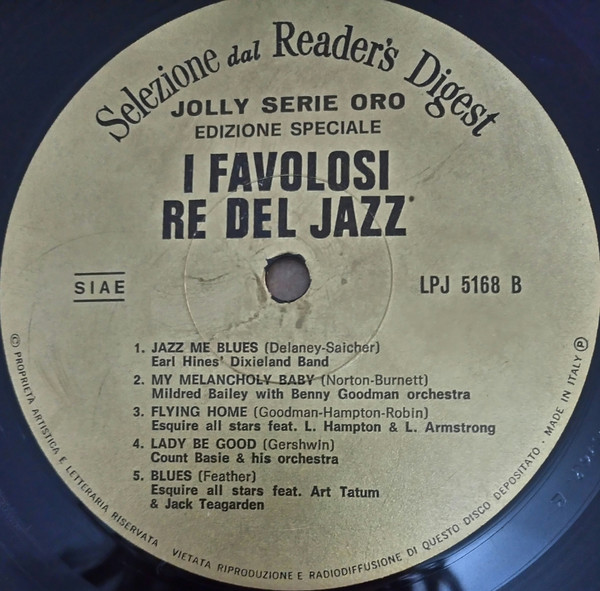 Selezione dal Reader's Digest
JOLLY SERIE ORO
EDIZIONE SPECIALE
I FAVOLOSI
RE DEL JAZZ
SIAE
LPJ 5168 B
1. JAZZ ME BLUES (Delaney-Saicher)
Earl Hines' Dixieland Band
2. MY MELANCHOLY BABY (Norton-Burnett)
Mildred Bailey with Benny Goodman orchestra
3. FLYING HOME (Goodman-Hampton-Robin)
Esquire all stars feat. L. Hampton & L. Armstrong
4. LADY BE GOOD (Gershwin)
Count Basie & his orchestra
5. BLUES (Feather)
Esquire all stars feat. Art Tatum
& Jack Teagarden
© PROPRIETA ARTISTICA E LETTERARIA RISERVATA VIETATA RIPRODUZIONE E RADIODIFFUSIONE DI QUESTO DISCO DEPOSITATO · MADE IN ITALY ℗